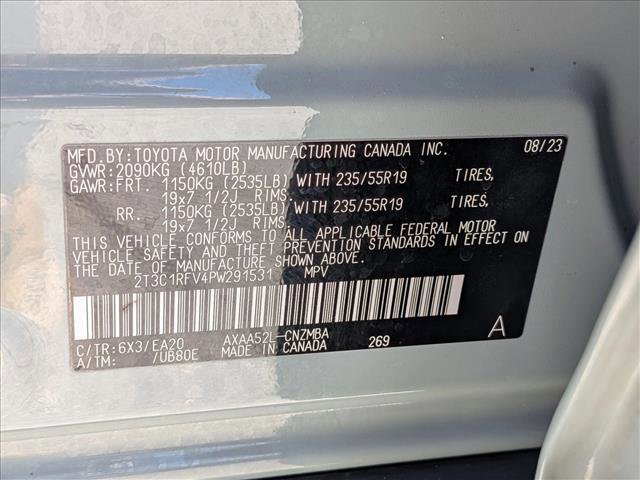 MFD.BY:TOYOTA MOTOR MANUFACTURING CANADA INC. 08/23
GVWR:2090KG (4610LB)
GAWR:FRT. 1150KG (2535LB) WITH 235/55R19 TIRES,
19x7 1/2J RIMS.
RR. 1150KG (2535LB) WITH 235/55R19 TIRES,
19x7 1/2J RIMS
THIS VEHICLE CONFORMS TO ALL APPLICABLE FEDERAL MOTOR
VEHICLE SAFETY AND THEFT PREVENTION STANDARDS IN EFFECT ON
THE DATE OF MANUFACTURE SHOWN ABOVE.
2T3C1RFV4PW291531 MPV
C/TR:6X3/EA20 AXAA52L-CNZMBA 269 A
A/TM: /UB80E MADE IN CANADA